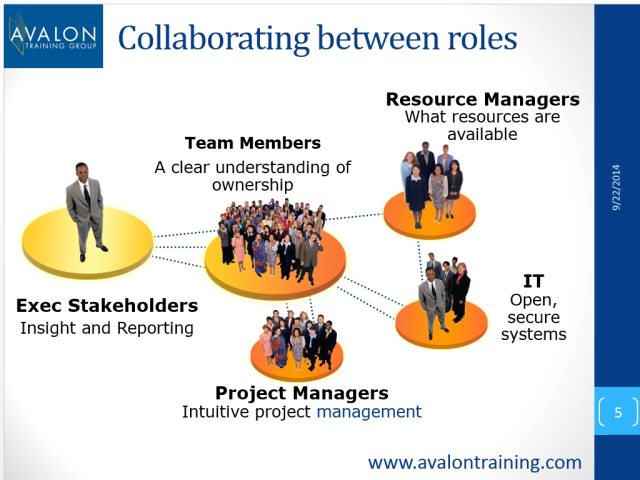 AVALON
TRAINING GROUP
Collaborating between roles
Resource Managers
What resources are
available
Team Members
A clear understanding of
ownership
Exec Stakeholders
Insight and Reporting
IT
Open,
secure
systems
Project Managers
Intuitive project management
www.avalontraining.com
9/22/2014
5